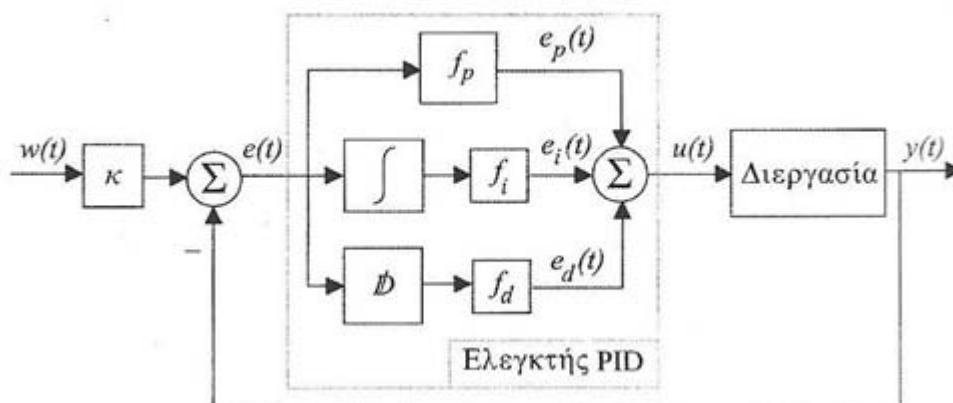 w(t)
κ
Σ
e(t)
f_p
e_p(t)
∫
f_i
e_i(t)
D
f_d
e_d(t)
Σ
u(t)
Διεργασία
y(t)
−
Ελεγκτής PID